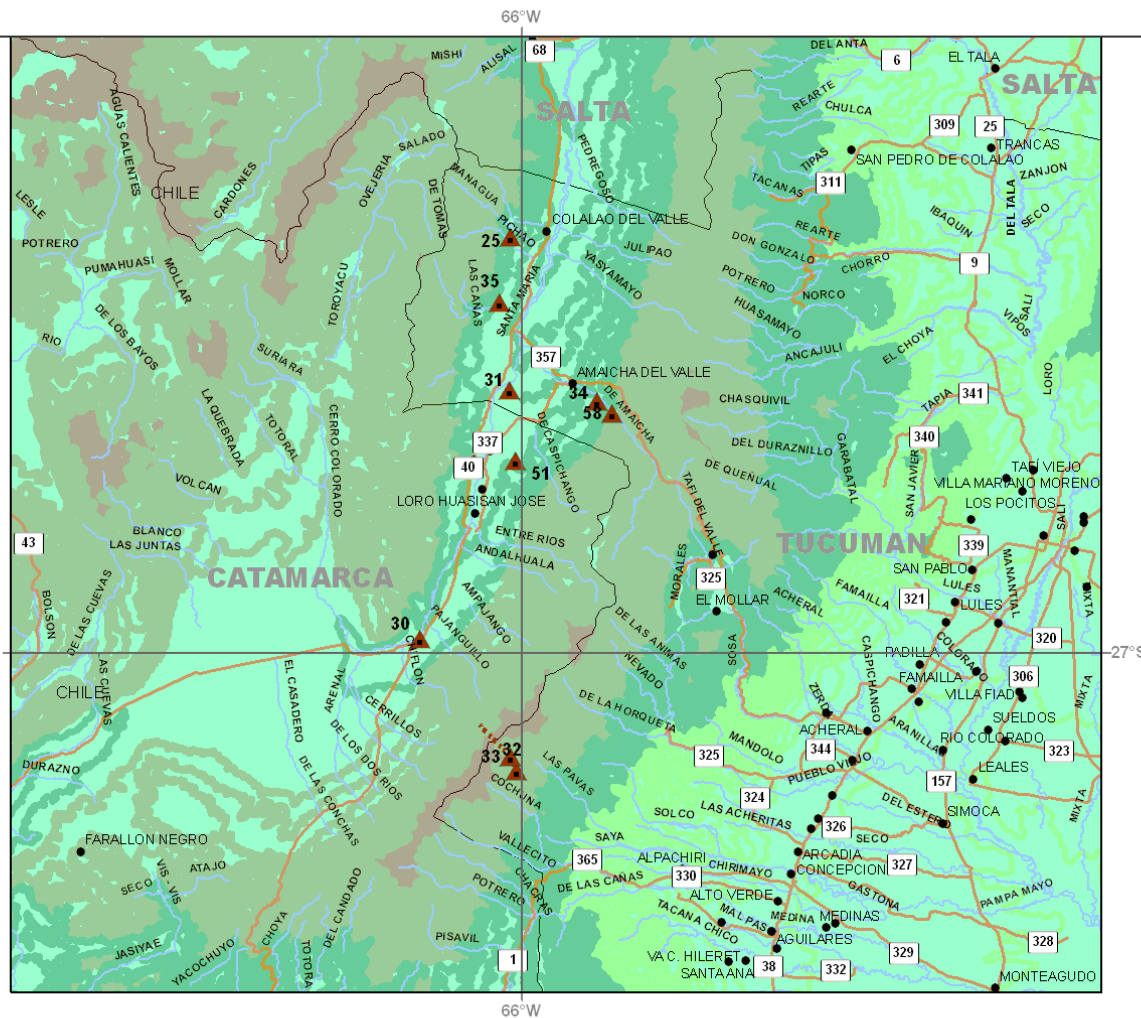 66°W
68
MISHI
ALISAL
DEL ANTA
6
EL TALA
SALTA
SALTA
REARTE
CHULCA
309
25
TRANCAS
AGUAS CALIENTES
CHILE
CARDONES
OVEJERIA
SALADO
MANAGUA
DE TOMAS
PEDREGOSO
TIPAS
SAN PEDRO DE COLALAO
TACANAS
311
ZANJON
DEL TALA
SECO
IBAQUIN
LESLE
POTRERO
PUMAHUASI
MOLLAR
PICHAO
25
COLALAO DEL VALLE
JULIPAO
YASYAMAYO
REARTE
DON GONZALO
CHORRO
9
POTRERO
NORCO
HUASAMAYO
TOROYACU
LAS CAÑAS
35
SANTA MARIA
SALI
VIPOS
DE LOS BAYOS
RIO
SURIARA
357
ANCAJULI
EL CHOYA
LORO
31
AMAICHA DEL VALLE
34
58
DE AMAICHA
CHASQUIVIL
TAPIA
341
LA QUEBRADA
TOTORAL
CERRO COLORADO
337
DE CASPICHANGO
DEL DURAZNILLO
GARABATAL
340
40
51
DE QUEÑUAL
SAN JAVIER
TAFÍ VIEJO
VILLA MARIANO MORENO
LOS POCITOS
VOLCAN
LORO HUASI
SAN JOSE
TAFI DEL VALLE
SALI
43
BLANCO
LAS JUNTAS
ENTRE RIOS
ANDALHUALA
TUCUMAN
339
MANANTIAL
CATAMARCA
MORALES
325
SAN PABLO
BOLSON
DE LAS CUEVAS
AMPAJANGO
EL MOLLAR
ACHERAL
FAMAILLA
LULES
321
LULES
MIXTA
30
PAJANGUILLO
DE LAS ANIMAS
SOSA
CASPICHANGO
COLORADO
320
27°S
PADILLA
NEVADO
FAMAILLA
306
VILLA FIAD
MIXTA
CHILE
EL CASADERO
ARENAL
CERRILLOS
DE LA HORQUETA
ACHERAL
ARANILLA
SUELDOS
RIO COLORADO
323
DE LOS DOS RIOS
DE LAS CONCHAS
33
32
LAS PAVAS
325
MANDOLO
344
PUEBLO VIEJO
157
LEALES
DURAZNO
COCHUNA
324
DEL ESTERO
SIMOCA
MIXTA
SOLCO
LAS ACHERITAS
326
SECO
FARALLON NEGRO
VALLECITO
SAYA
ARCADIA
327
ATAJO
VIS - VIS
SECO
365
ALPACHIRI
CHIRIMAYO
CONCEPCION
POTRERO
CHACRAS
DE LAS CAÑAS
330
GASTONA
PAMPA MAYO
ALTO VERDE
TACANA CHICO
MAL PASO
MEDINA
MEDINAS
JASIYAE
YACOCHUYO
CHOYA
TOTORA
DEL CANDADO
PISAVIL
AGUILARES
329
328
1
VA C. HILERET
SANTA ANA
38
332
MONTEAGUDO
66°W